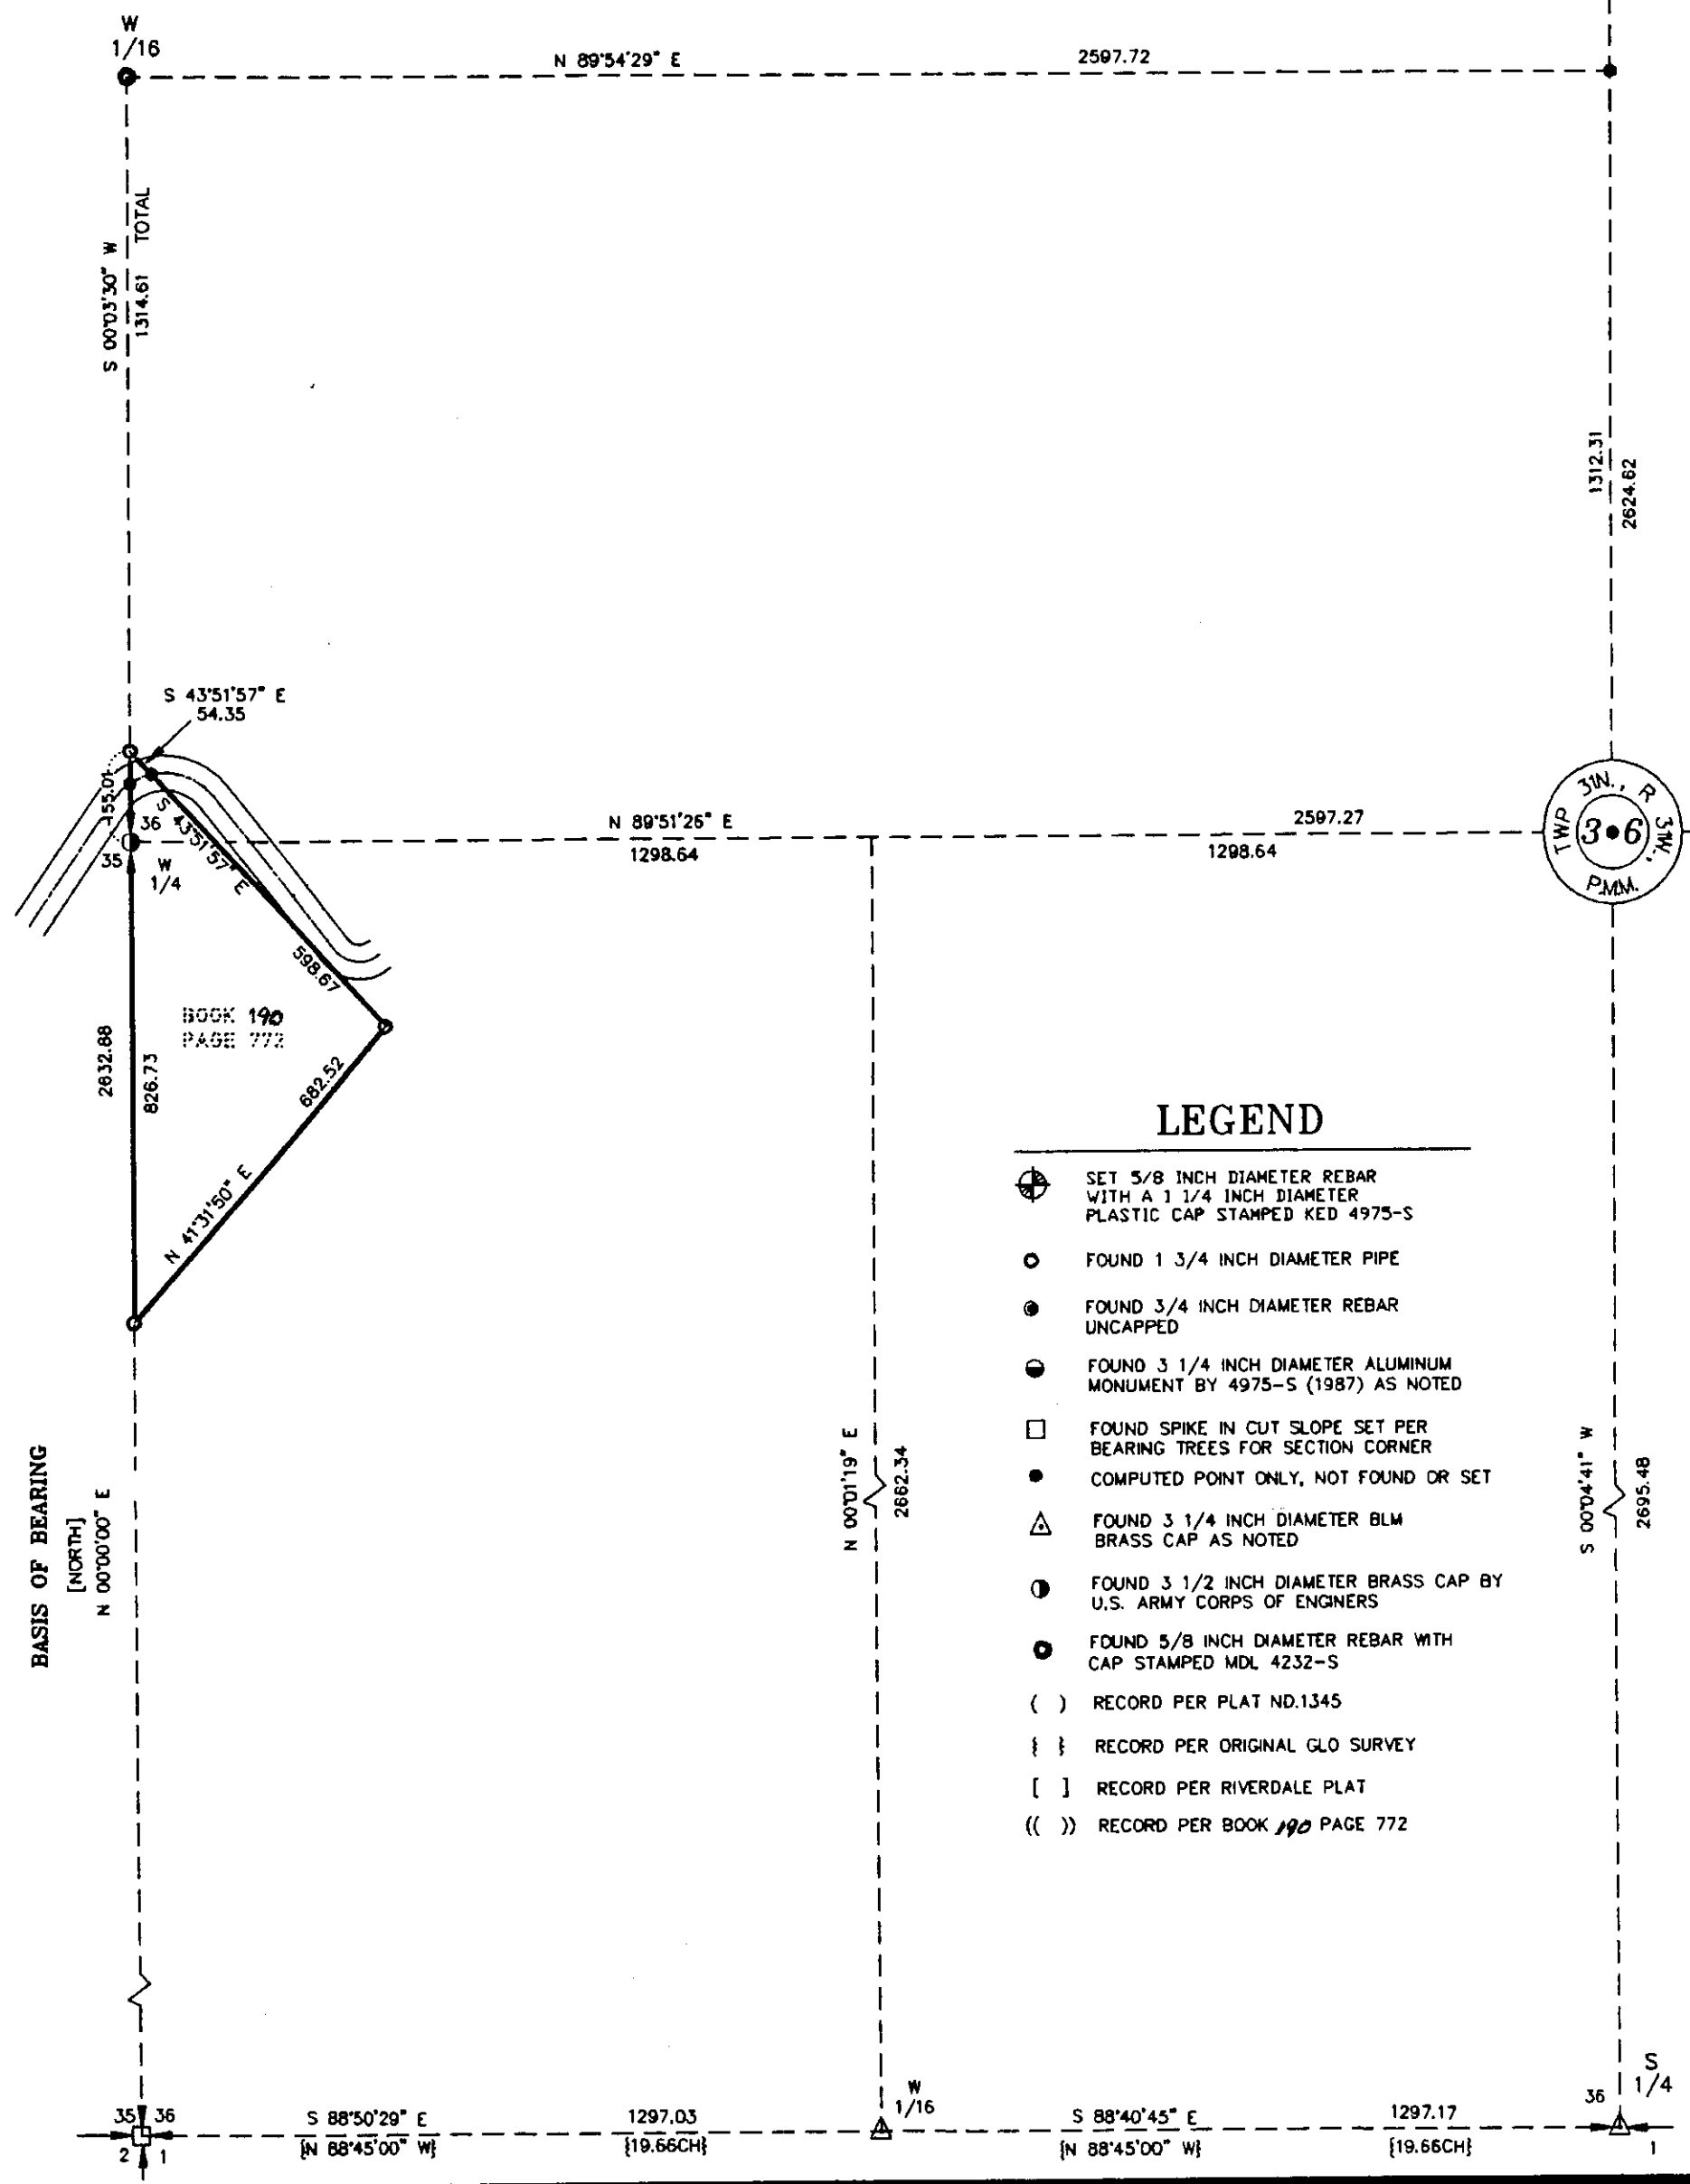 W
1/16
N 89°54'29" E
2597.72
S 00°03'30" W
1314.61 TOTAL
1312.31
2624.62
S 43°51'57" E
54.35
155.01
36
35
W
1/4
S 43°51'57" E
598.67
N 89°51'26" E
2597.27
1298.64
1298.64
TWP 31N., R 31W.,
3•6
P.M.M.
BOOK 190
PAGE 772
2632.88
826.73
682.52
N 41°31'50" E
LEGEND
SET 5/8 INCH DIAMETER REBAR
WITH A 1 1/4 INCH DIAMETER
PLASTIC CAP STAMPED KED 4975-S
FOUND 1 3/4 INCH DIAMETER PIPE
FOUND 3/4 INCH DIAMETER REBAR
UNCAPPED
FOUND 3 1/4 INCH DIAMETER ALUMINUM
MONUMENT BY 4975-S (1987) AS NOTED
FOUND SPIKE IN CUT SLOPE SET PER
BEARING TREES FOR SECTION CORNER
COMPUTED POINT ONLY, NOT FOUND OR SET
FOUND 3 1/4 INCH DIAMETER BLM
BRASS CAP AS NOTED
FOUND 3 1/2 INCH DIAMETER BRASS CAP BY
U.S. ARMY CORPS OF ENGINERS
FOUND 5/8 INCH DIAMETER REBAR WITH
CAP STAMPED MDL 4232-S
( ) RECORD PER PLAT NO.1345
{ } RECORD PER ORIGINAL GLO SURVEY
[ ] RECORD PER RIVERDALE PLAT
(( )) RECORD PER BOOK 190 PAGE 772
BASIS OF BEARING
[NORTH]
N 00°00'00" E
N 00°01'19" E
2662.34
S 00°04'41" W
2695.48
35 36
2 1
S 88°50'29" E
1297.03
{N 88°45'00" W}
{19.66CH}
W
1/16
S 88°40'45" E
1297.17
{N 88°45'00" W}
{19.66CH}
36
S
1/4
1